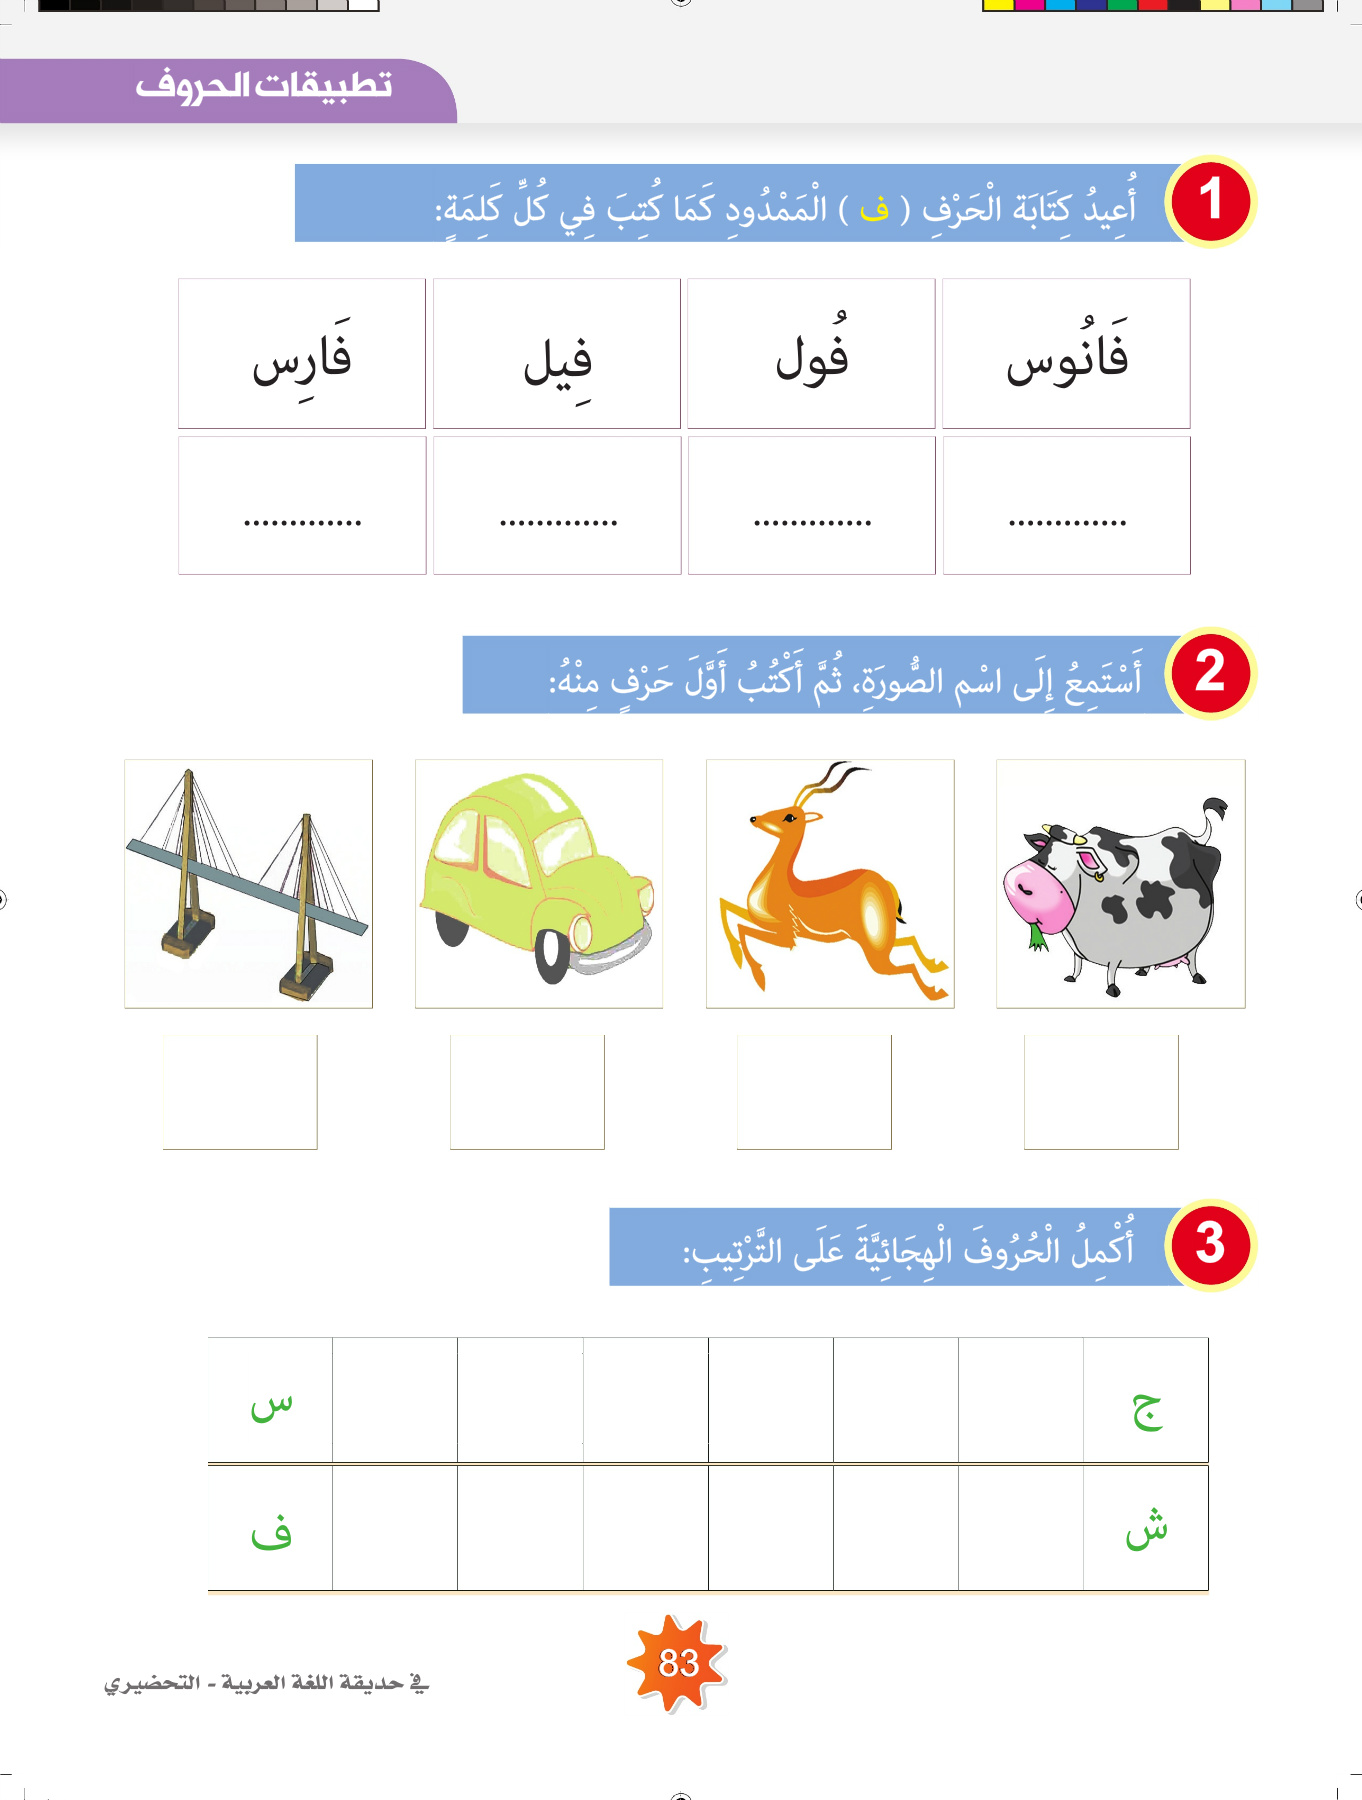 تطبيقات الحروف
1 أُعِيدُ كِتَابَة الْحَرْفِ ( ف ) الْمَمْدُودِ كَمَا كُتِبَ فِي كُلِّ كَلِمَةٍ:
فَانُوس فُول فِيل فَارِس
............. ............. ............. .............
2 أَسْتَمِعُ إِلَى اسْم الصُّورَةِ، ثُمَّ أَكْتُبُ أَوَّلَ حَرْفٍ مِنْهُ:
3 أُكْمِلُ الْحُرُوفَ الْهِجَائِيَّةَ عَلَى التَّرْتِيبِ:
ج س
ش ف
83
في حديقة اللغة العربية - التحضيري